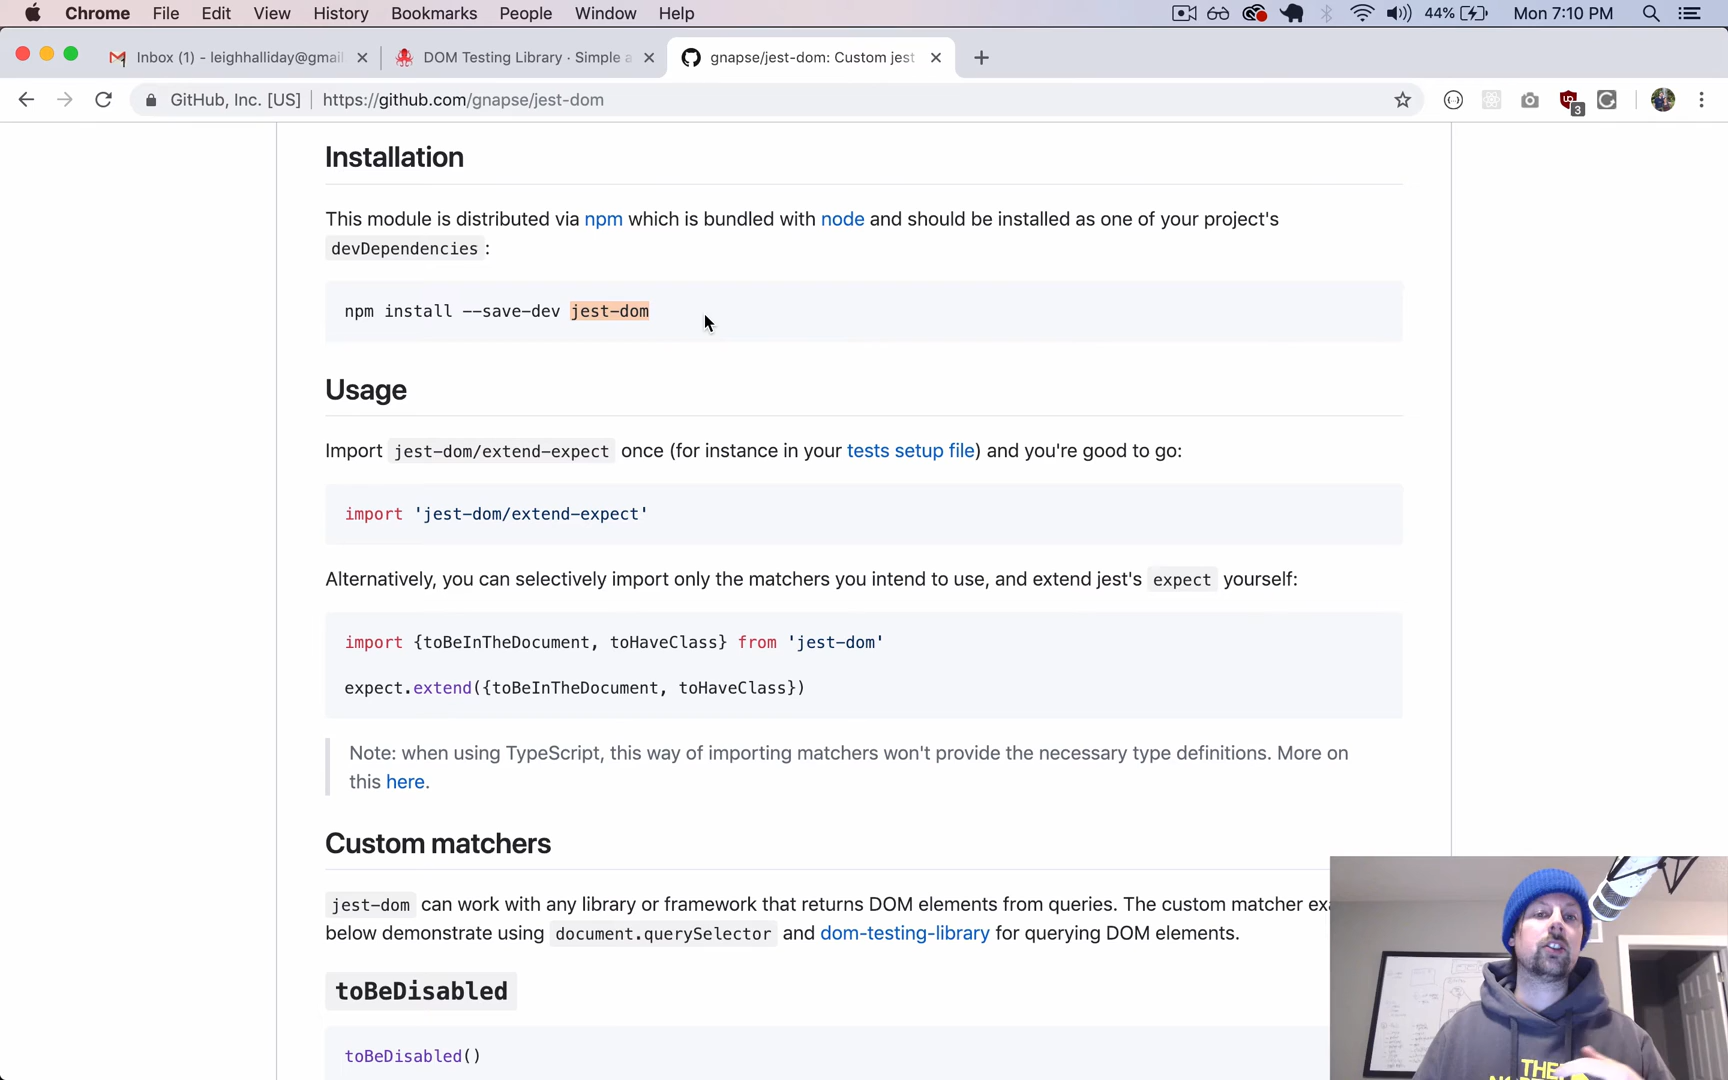 Chrome File Edit View History Bookmarks People Window Help 44% Mon 7:10 PM
Inbox (1) - leighhalliday@gmail DOM Testing Library · Simple a gnapse/jest-dom: Custom jest
GitHub, Inc. [US] https://github.com/gnapse/jest-dom 3
Installation
This module is distributed via npm which is bundled with node and should be installed as one of your project's
devDependencies :
npm install --save-dev jest-dom
Usage
Import jest-dom/extend-expect once (for instance in your tests setup file) and you're good to go:
import 'jest-dom/extend-expect'
Alternatively, you can selectively import only the matchers you intend to use, and extend jest's expect yourself:
import {toBeInTheDocument, toHaveClass} from 'jest-dom'
expect.extend({toBeInTheDocument, toHaveClass})
Note: when using TypeScript, this way of importing matchers won't provide the necessary type definitions. More on
this here.
Custom matchers
jest-dom can work with any library or framework that returns DOM elements from queries. The custom matcher
below demonstrate using document.querySelector and dom-testing-library for querying DOM elements.
toBeDisabled
toBeDisabled()